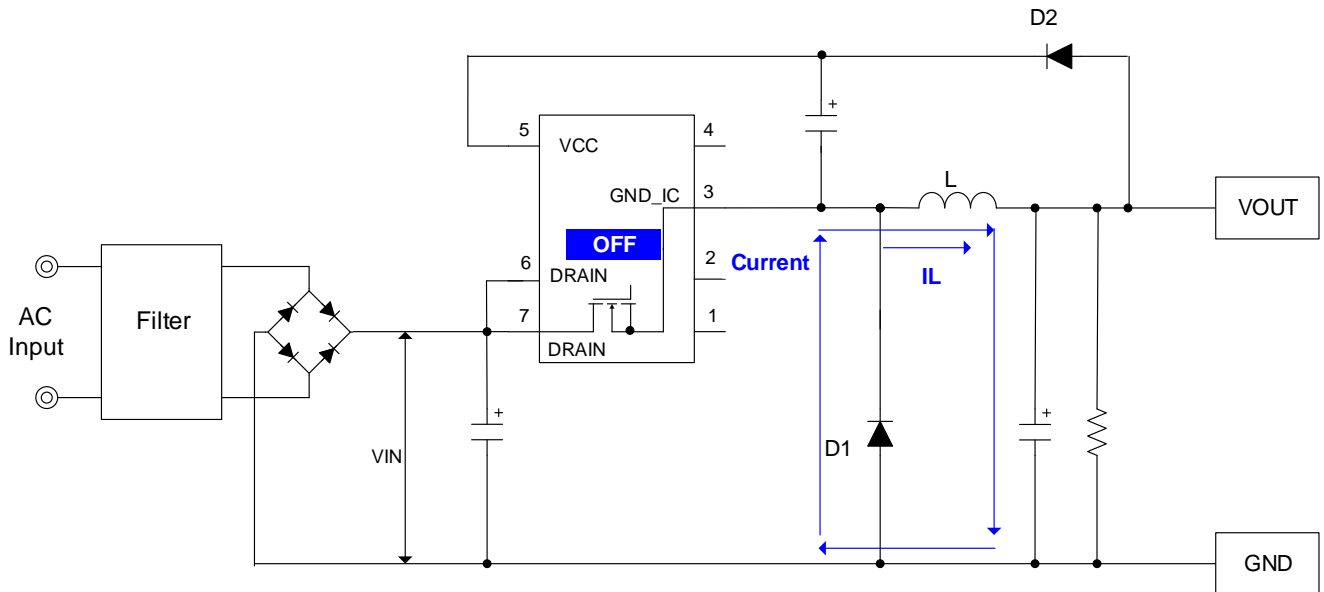 D2
+
5
4
VCC
GND_IC
3
L
VOUT
OFF
Current
IL
6
DRAIN
2
AC
Input
Filter
7
1
DRAIN
+
+
VIN
D1
GND